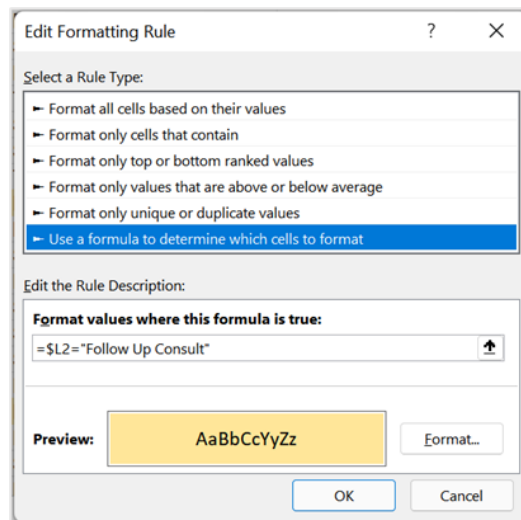 Edit Formatting Rule ?
Select a Rule Type:
► Format all cells based on their values
► Format only cells that contain
► Format only top or bottom ranked values
► Format only values that are above or below average
► Format only unique or duplicate values
► Use a formula to determine which cells to format
Edit the Rule Description:
Format values where this formula is true:
=$L2="Follow Up Consult"
Preview: AaBbCcYyZz Format...
OK Cancel